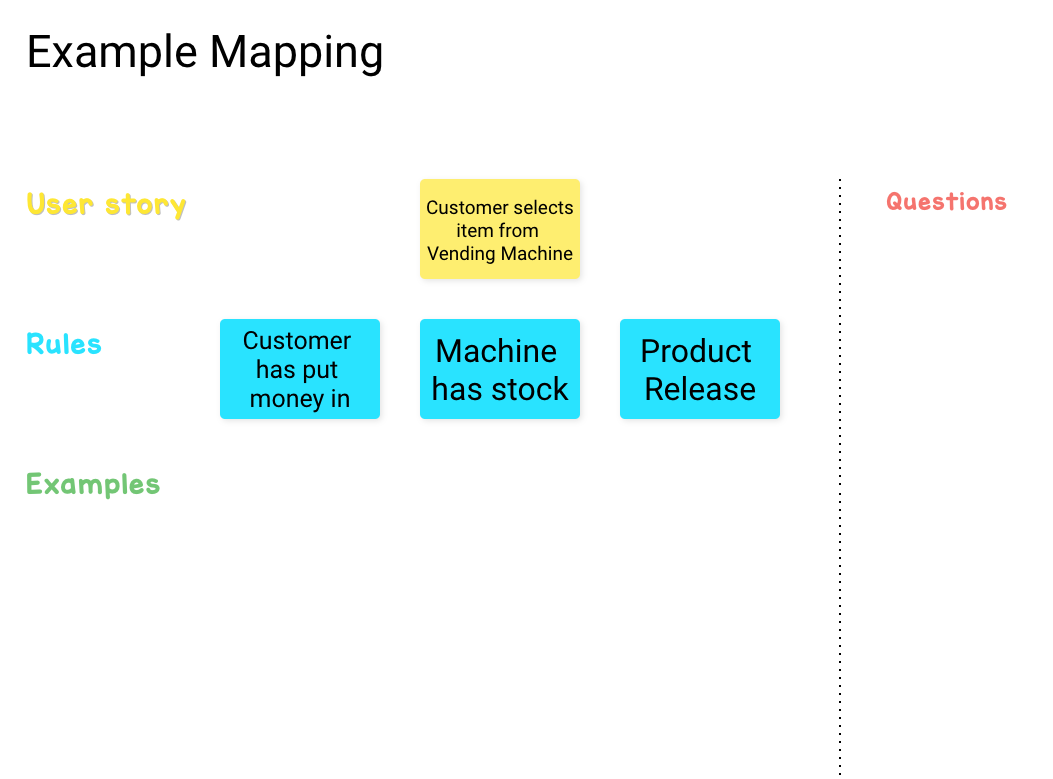 Example Mapping
User story
Customer selects
item from
Vending Machine
Questions
Rules
Customer
has put
money in
Machine
has stock
Product
Release
Examples